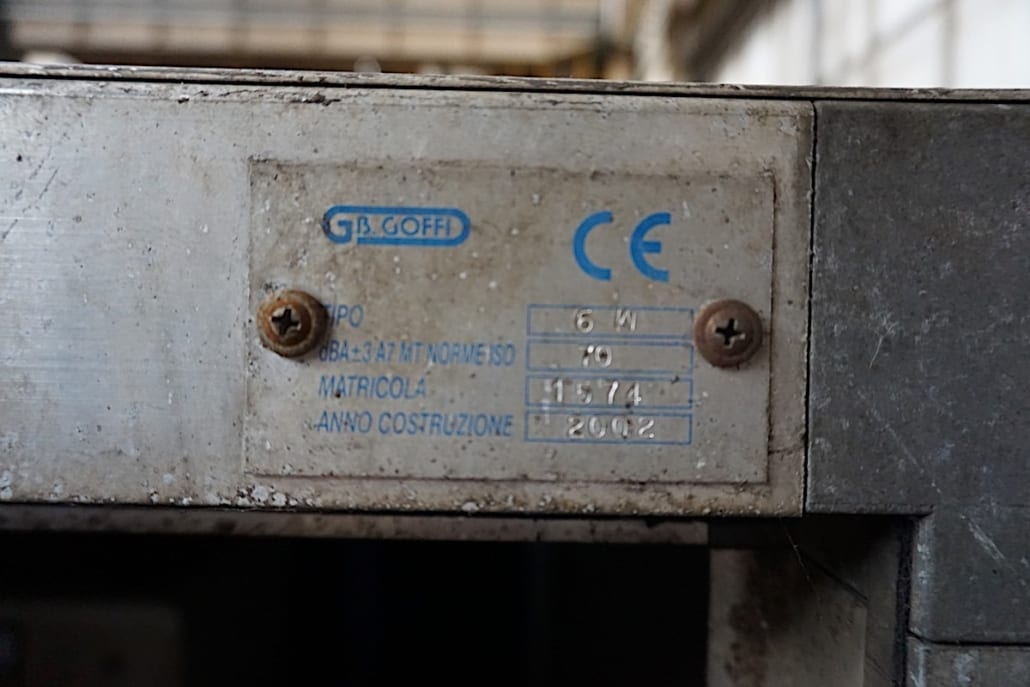 GB. GOFFI
CE
TIPO 6 W
dBA±3 A7 MT NORME ISO 70
MATRICOLA 1574
ANNO COSTRUZIONE 2002